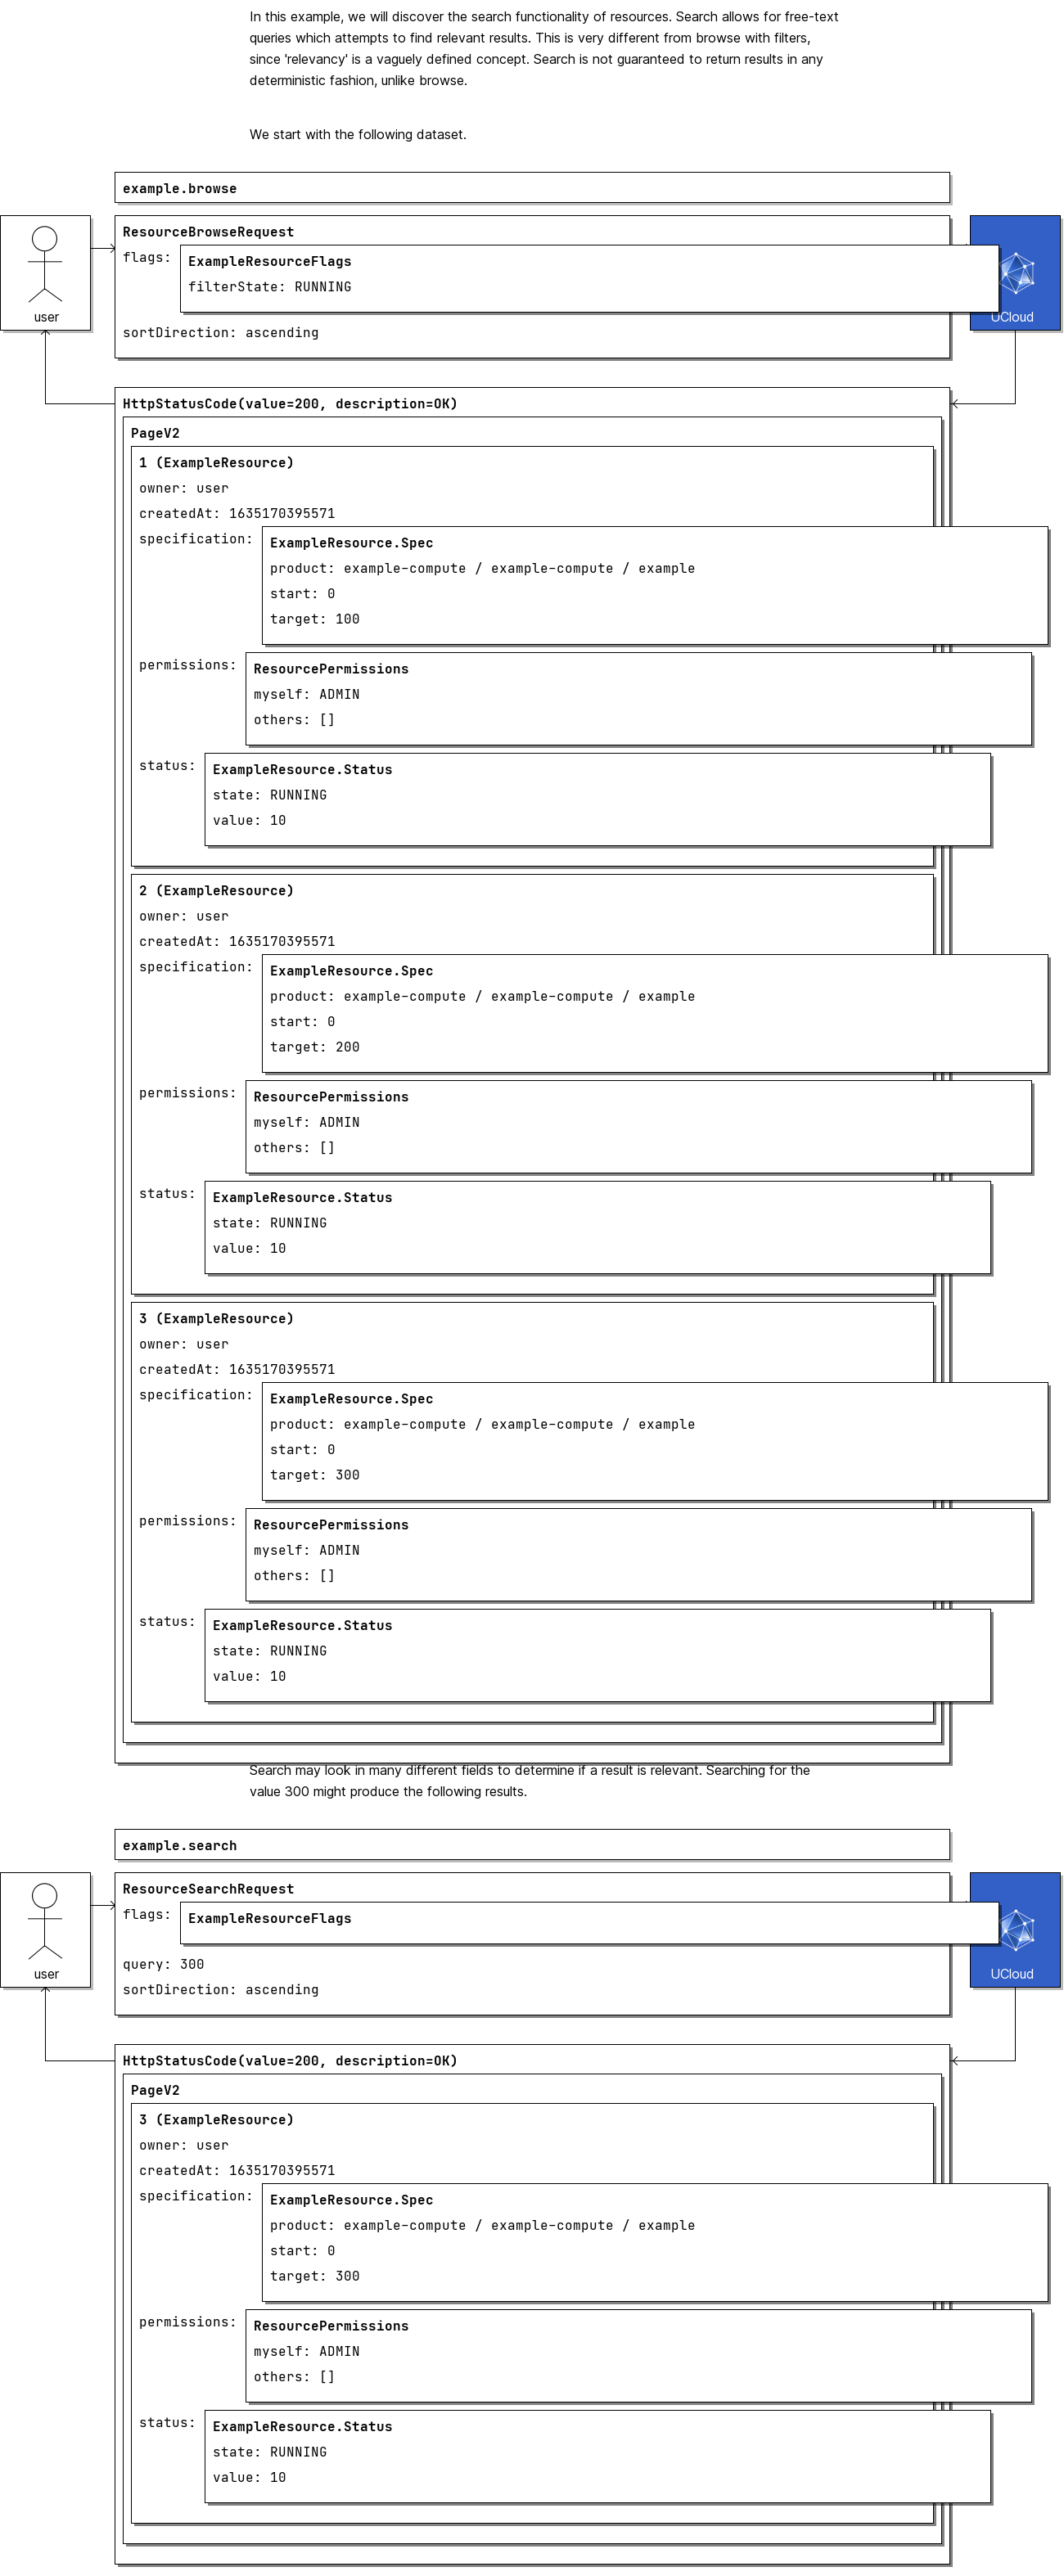 In this example, we will discover the search functionality of resources. Search allows for free-text
queries which attempts to find relevant results. This is very different from browse with filters,
since 'relevancy' is a vaguely defined concept. Search is not guaranteed to return results in any
deterministic fashion, unlike browse.
We start with the following dataset.
example.browse
ResourceBrowseRequest
flags:
ExampleResourceFlags
filterState: RUNNING
sortDirection: ascending
user
UCloud
HttpStatusCode(value=200, description=OK)
PageV2
1 (ExampleResource)
owner: user
createdAt: 1635170395571
specification:
ExampleResource.Spec
product: example-compute / example-compute / example
start: 0
target: 100
permissions:
ResourcePermissions
myself: ADMIN
others: []
status:
ExampleResource.Status
state: RUNNING
value: 10
2 (ExampleResource)
owner: user
createdAt: 1635170395571
specification:
ExampleResource.Spec
product: example-compute / example-compute / example
start: 0
target: 200
permissions:
ResourcePermissions
myself: ADMIN
others: []
status:
ExampleResource.Status
state: RUNNING
value: 10
3 (ExampleResource)
owner: user
createdAt: 1635170395571
specification:
ExampleResource.Spec
product: example-compute / example-compute / example
start: 0
target: 300
permissions:
ResourcePermissions
myself: ADMIN
others: []
status:
ExampleResource.Status
state: RUNNING
value: 10
Search may look in many different fields to determine if a result is relevant. Searching for the
value 300 might produce the following results.
example.search
ResourceSearchRequest
flags:
ExampleResourceFlags
query: 300
sortDirection: ascending
user
UCloud
HttpStatusCode(value=200, description=OK)
PageV2
3 (ExampleResource)
owner: user
createdAt: 1635170395571
specification:
ExampleResource.Spec
product: example-compute / example-compute / example
start: 0
target: 300
permissions:
ResourcePermissions
myself: ADMIN
others: []
status:
ExampleResource.Status
state: RUNNING
value: 10